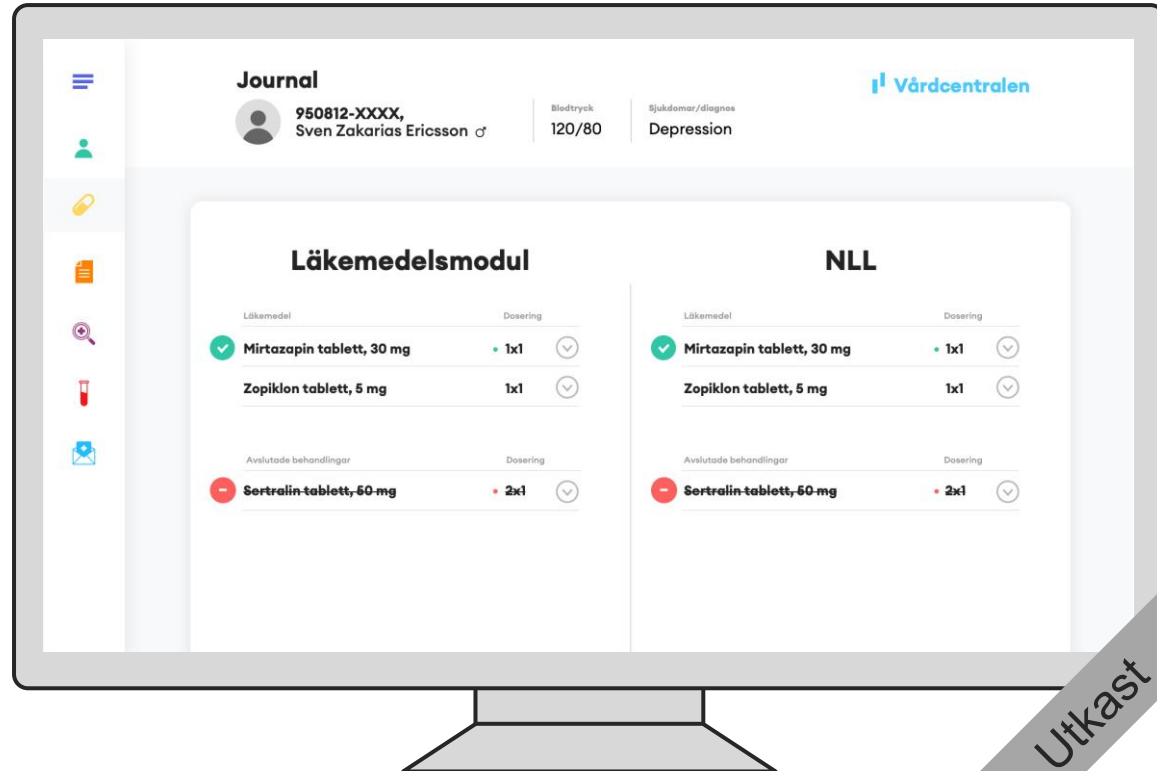 Journal
950812-XXXX,
Sven Zakarias Ericsson ♂
Blodtryck
120/80
Sjukdomar/diagnos
Depression
Vårdcentralen
Läkemedelsmodul
Läkemedel Dosering
Mirtazapin tablett, 30 mg • 1x1
Zopiklon tablett, 5 mg 1x1
Avslutade behandlingar Dosering
Sertralin tablett, 50 mg • 2x1
NLL
Läkemedel Dosering
Mirtazapin tablett, 30 mg • 1x1
Zopiklon tablett, 5 mg 1x1
Avslutade behandlingar Dosering
Sertralin tablett, 50 mg • 2x1
Utkast